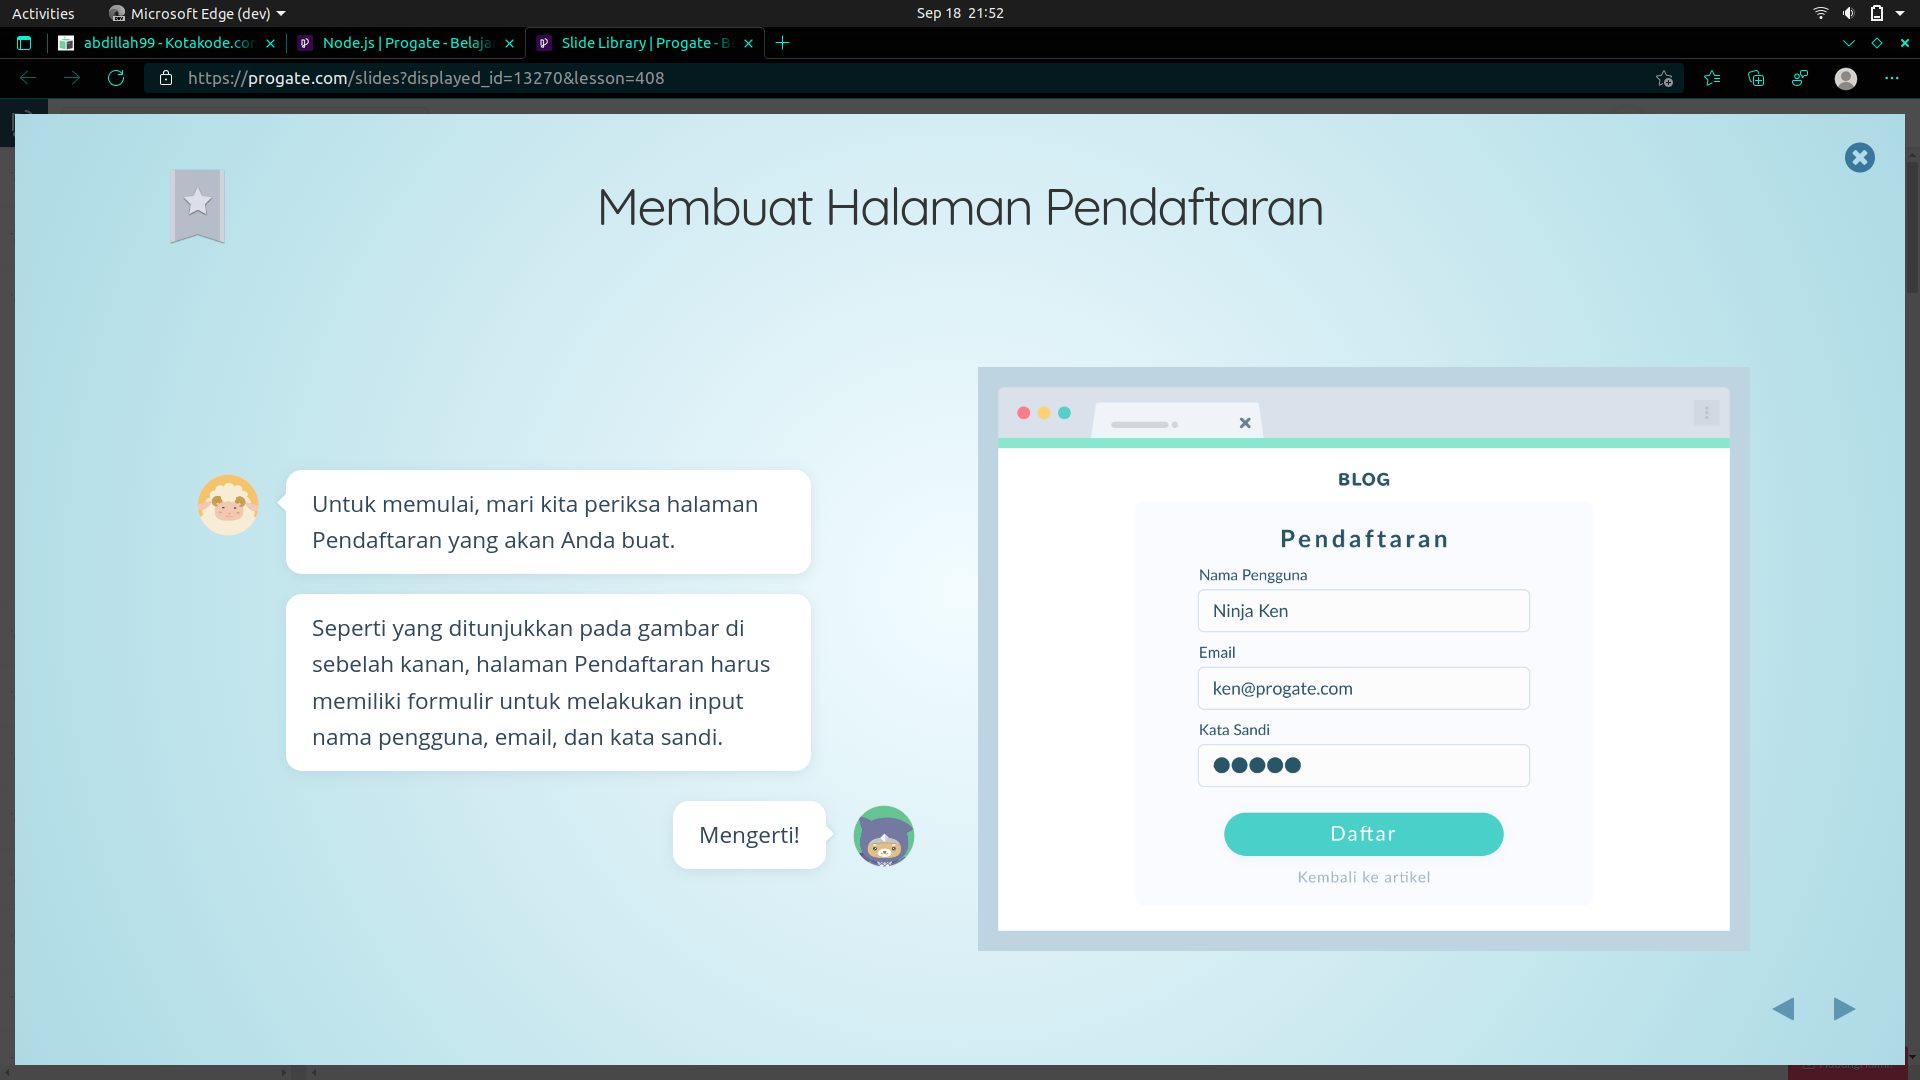 Activities
Microsoft Edge (dev)
Sep 18 21:52
abdillah99 - Kotakode.com
Node.js | Progate - Belaja
Slide Library | Progate - B
https://progate.com/slides?displayed_id=13270&lesson=408
Membuat Halaman Pendaftaran
Untuk memulai, mari kita periksa halaman
Pendaftaran yang akan Anda buat.
Seperti yang ditunjukkan pada gambar di
sebelah kanan, halaman Pendaftaran harus
memiliki formulir untuk melakukan input
nama pengguna, email, dan kata sandi.
Mengerti!
BLOG
Pendaftaran
Nama Pengguna
Ninja Ken
Email
ken@progate.com
Kata Sandi
Daftar
Kembali ke artikel